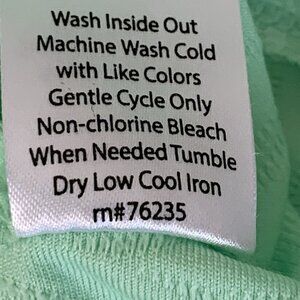 Wash Inside Out
Machine Wash Cold
with Like Colors
Gentle Cycle Only
Non-chlorine Bleach
When Needed Tumble
Dry Low Cool Iron
rn#76235